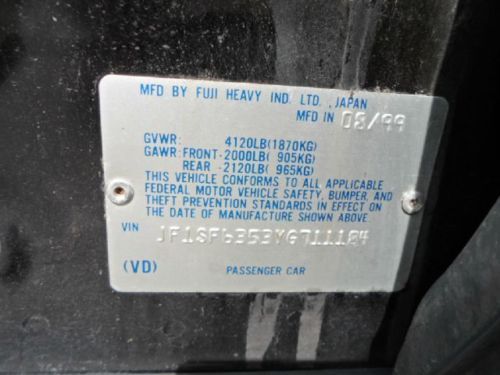 MFD BY FUJI HEAVY IND. LTD., JAPAN
MFD IN 08/99
GVWR: 4120LB(1870KG)
GAWR: FRONT-2000LB( 905KG)
REAR -2120LB( 965KG)
THIS VEHICLE CONFORMS TO ALL APPLICABLE
FEDERAL MOTOR VEHICLE SAFETY, BUMPER, AND
THEFT PREVENTION STANDARDS IN EFFECT ON
THE DATE OF MANUFACTURE SHOWN ABOVE.
VIN JF1SF6353YG711104
(VD) PASSENGER CAR